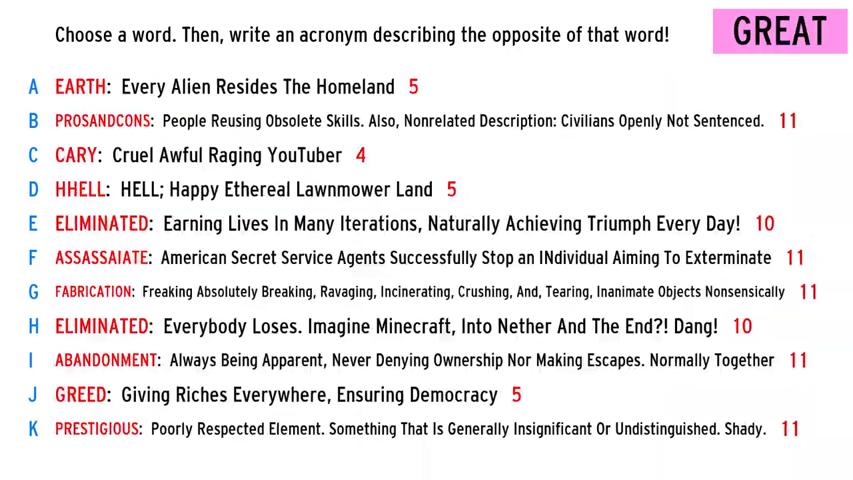 Choose a word. Then, write an acronym describing the opposite of that word!
GREAT
A EARTH: Every Alien Resides The Homeland 5
B PROSANDCONS: People Reusing Obsolete Skills. Also, Nonrelated Description: Civilians Openly Not Sentenced. 11
C CARY: Cruel Awful Raging YouTuber 4
D HHELL: HELL; Happy Ethereal Lawnmower Land 5
E ELIMINATED: Earning Lives In Many Iterations, Naturally Achieving Triumph Every Day! 10
F ASSASSAIATE: American Secret Service Agents Successfully Stop an INdividual Aiming To Exterminate 11
G FABRICATION: Freaking Absolutely Breaking, Ravaging, Incinerating, Crushing, And, Tearing, Inanimate Objects Nonsensically 11
H ELIMINATED: Everybody Loses. Imagine Minecraft, Into Nether And The End?! Dang! 10
I ABANDONMENT: Always Being Apparent, Never Denying Ownership Nor Making Escapes. Normally Together 11
J GREED: Giving Riches Everywhere, Ensuring Democracy 5
K PRESTIGIOUS: Poorly Respected Element. Something That Is Generally Insignificant Or Undistinguished. Shady. 11